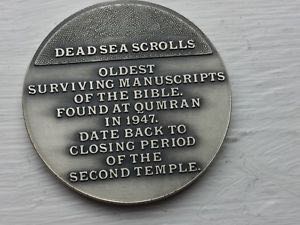 DEAD SEA SCROLLS
OLDEST
SURVIVING MANUSCRIPTS
OF THE BIBLE.
FOUND AT QUMRAN
IN 1947.
DATE BACK TO
CLOSING PERIOD
OF THE
SECOND TEMPLE.